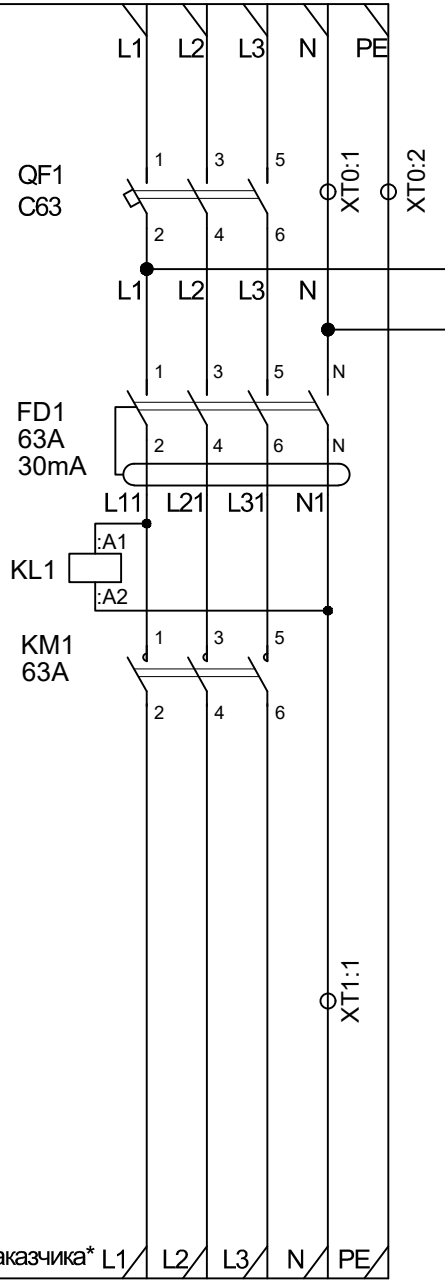 L1 L2 L3 N PE
QF1
C63
1 3 5
2 4 6
XT0:1
XT0:2
L1 L2 L3 N
FD1
63A
30mA
1 3 5 N
2 4 6 N
L11 L21 L31 N1
KL1
:A1
:A2
KM1
63A
1 3 5
2 4 6
XT1:1
аказчика* L1 L2 L3 N PE